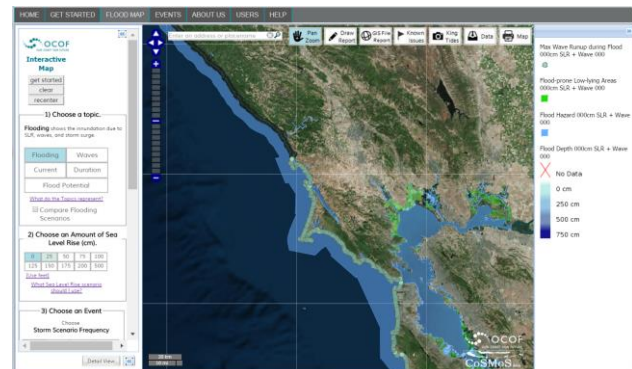 HOME GET STARTED FLOOD MAP EVENTS ABOUT US USERS HELP
OCOF
Interactive
Map
get started
clear
recenter
1) Choose a topic.
Flooding shows the innundation due to
SLR, waves, and storm surge
Flooding Waves
Current Duration
Flood Potential
What do the Topics represent?
Compare Flooding
Scenarios
2) Choose an Amount of Sea
Level Rise (cm).
0 25 50 75 100
125 150 175 200 500
Give feet!
What Sea Level Rise scenario
should I use?
3) Choose an Event
Choose
Storm Scenario Frequency
Detail View
Enter an address or placename
Pan Zoom
Draw Report
GIS File Report
Known Issues
King Tides
Data
Map
OCOF
CoSMoS
Max Wave Runup during Flood
000cm SLR + Wave 000
Flood-prone Low-lying Areas
000cm SLR + Wave 000
Flood Hazard 000cm SLR + Wave
000
Flood Depth 000cm SLR + Wave
000
No Data
0 cm
250 cm
500 cm
750 cm